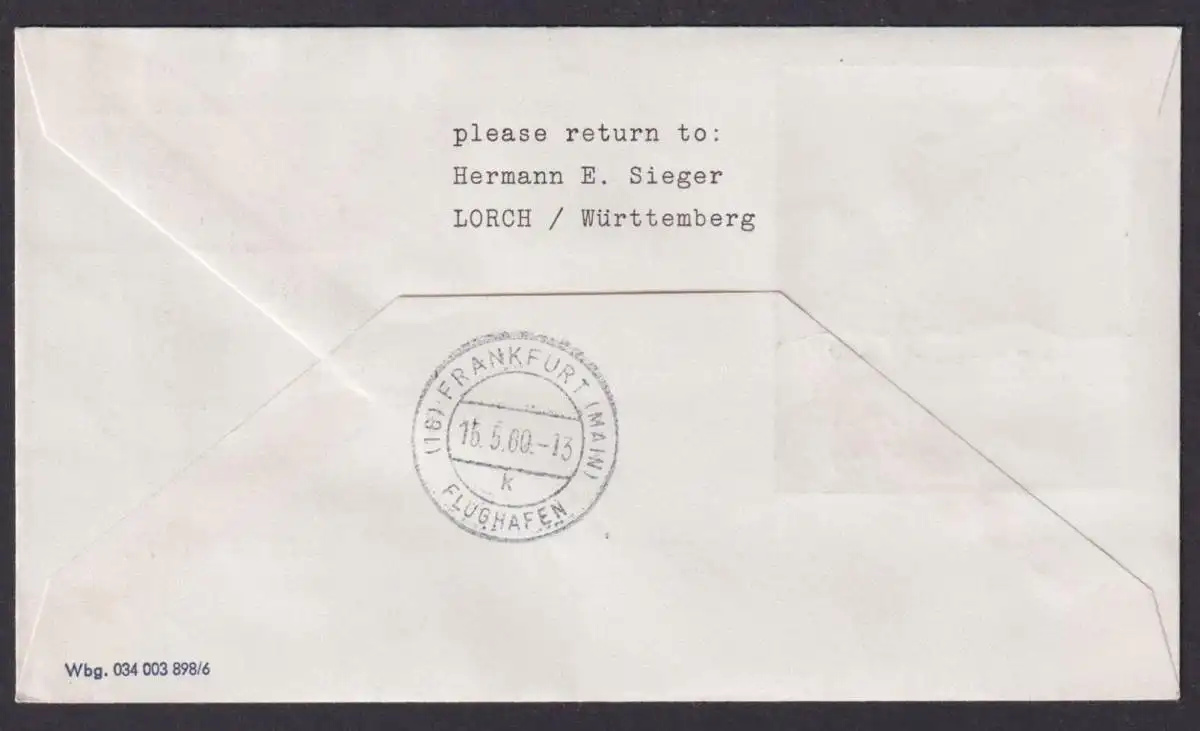 please return to:
Hermann E. Sieger
LORCH / Württemberg
(16) FRANKFURT (MAIN)
15.5.60.-13
k
FLUGHAFEN
Wbg. 034 003 898/6